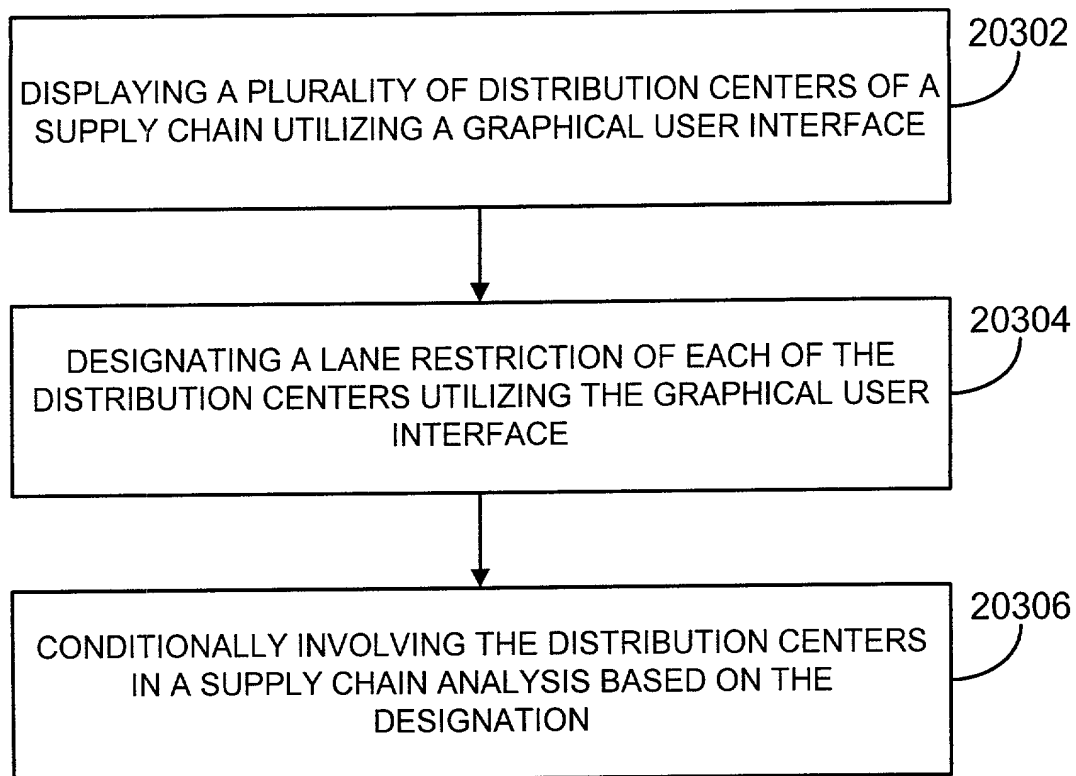 20302
DISPLAYING A PLURALITY OF DISTRIBUTION CENTERS OF A
SUPPLY CHAIN UTILIZING A GRAPHICAL USER INTERFACE
20304
DESIGNATING A LANE RESTRICTION OF EACH OF THE
DISTRIBUTION CENTERS UTILIZING THE GRAPHICAL USER
INTERFACE
20306
CONDITIONALLY INVOLVING THE DISTRIBUTION CENTERS
IN A SUPPLY CHAIN ANALYSIS BASED ON THE
DESIGNATION